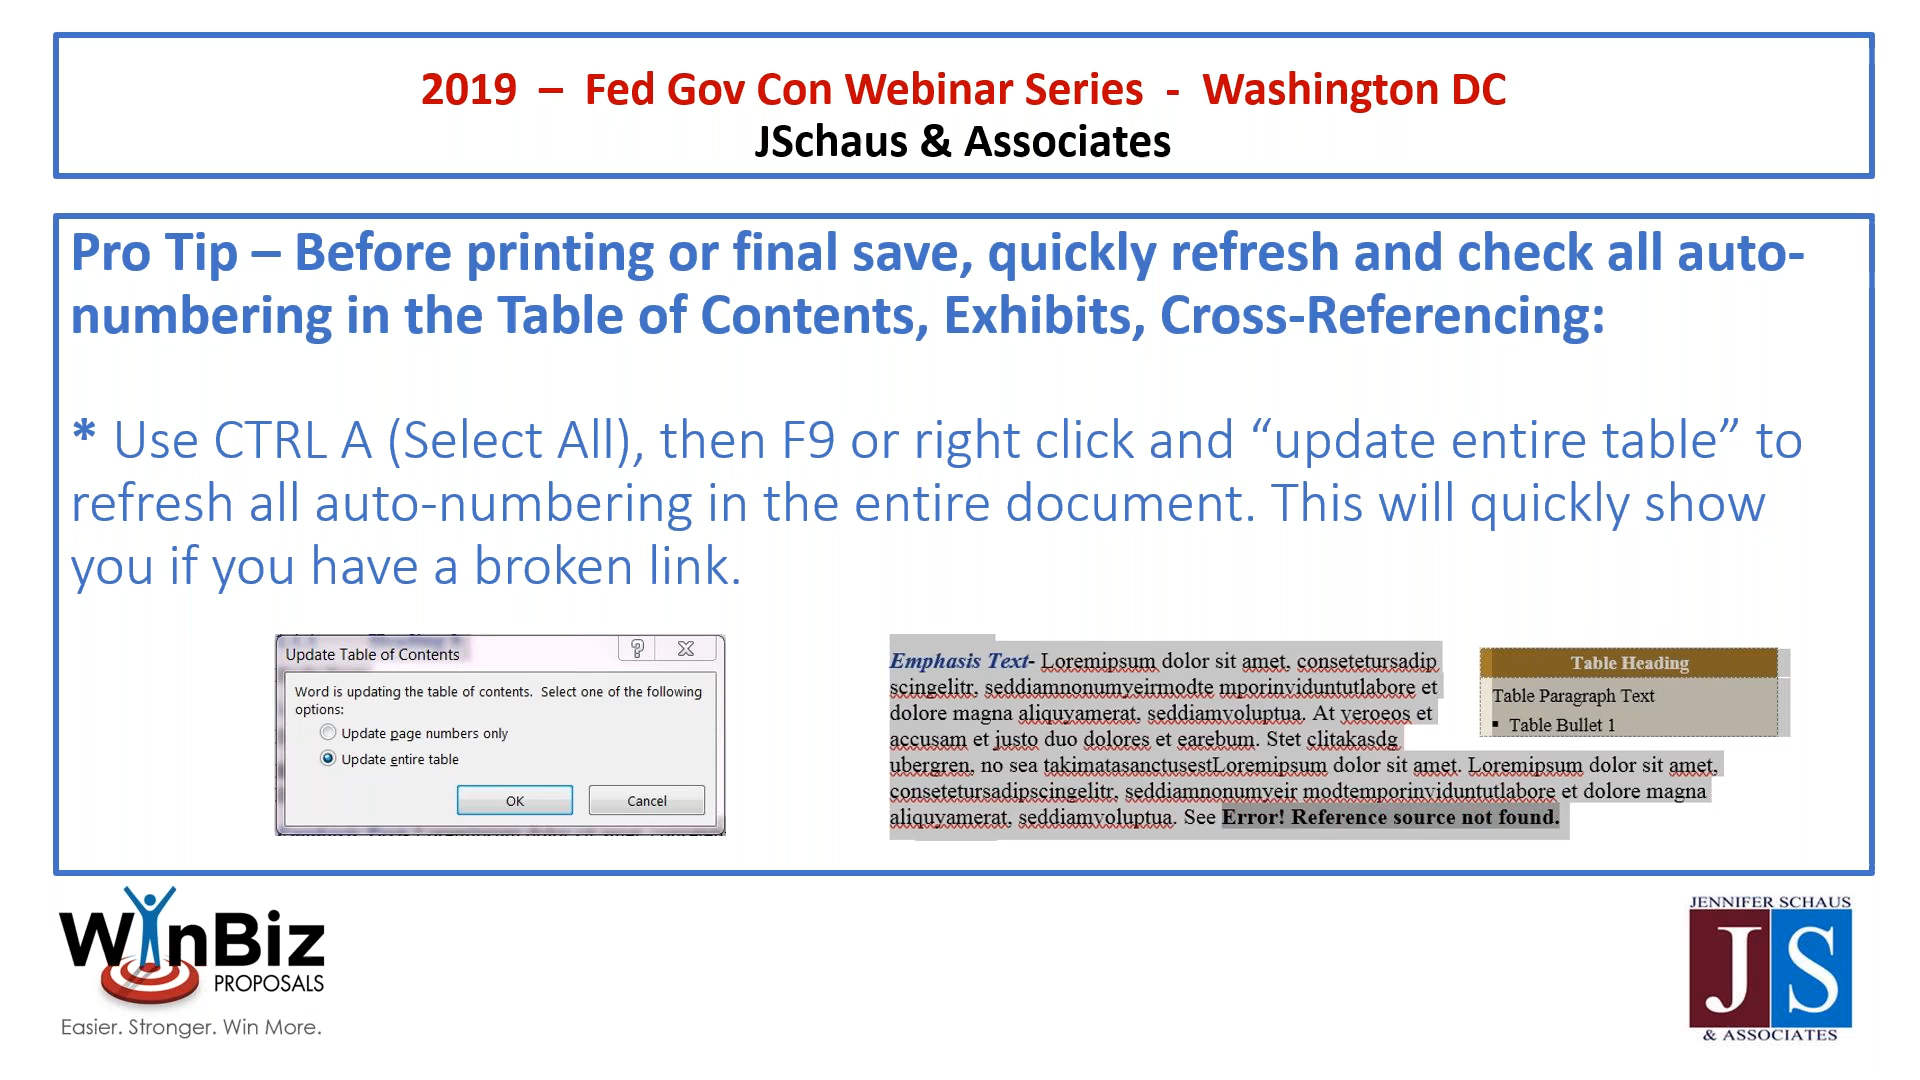 2019 – Fed Gov Con Webinar Series - Washington DC
JSchaus & Associates
Pro Tip – Before printing or final save, quickly refresh and check all auto-
numbering in the Table of Contents, Exhibits, Cross-Referencing:
* Use CTRL A (Select All), then F9 or right click and “update entire table” to
refresh all auto-numbering in the entire document. This will quickly show
you if you have a broken link.
Update Table of Contents
Word is updating the table of contents. Select one of the following
options:
Update page numbers only
Update entire table
OK
Cancel
Emphasis Text- Loremipsum dolor sit amet, consetetursadip
scingelitr, seddiamnonumyeirmodte mporinviduntutlabore et
dolore magna aliquyamerat, seddiamvoluptua. At veroeos et
accusam et justo duo dolores et earebum. Stet clitakasdg
ubergren, no sea takimatasanctusestLoremipsum dolor sit amet. Loremipsum dolor sit amet,
consetetursadipscingelitr, seddiamnonumyeir modtemporinviduntutlabore et dolore magna
aliquyamerat, seddiamvoluptua. See Error! Reference source not found.
Table Heading
Table Paragraph Text
▪ Table Bullet 1
WinBiz
PROPOSALS
Easier. Stronger. Win More.
JENNIFER SCHAUS
JS
& ASSOCIATES